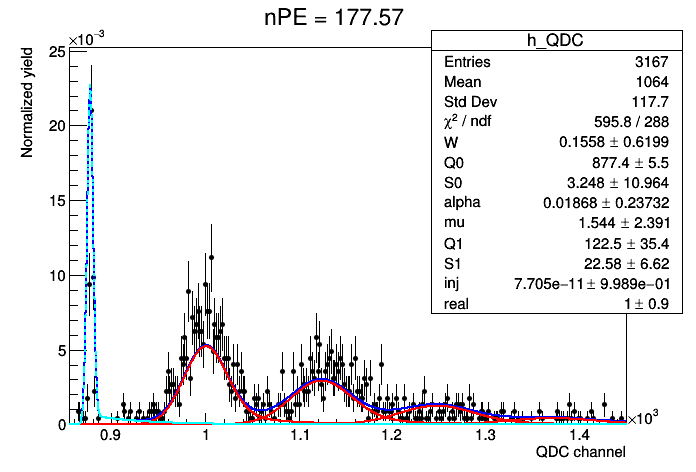 nPE = 177.57
×10⁻³
h_QDC
Entries 3167
Mean 1064
Std Dev 117.7
χ² / ndf 595.8 / 288
W 0.1558 ± 0.6199
Q0 877.4 ± 5.5
S0 3.248 ± 10.964
alpha 0.01868 ± 0.23732
mu 1.544 ± 2.391
Q1 122.5 ± 35.4
S1 22.58 ± 6.62
inj 7.705e−11 ± 9.989e−01
real 1 ± 0.9
Normalized yield
25
20
15
10
5
0
0.9 1 1.1 1.2 1.3 1.4
×10³
QDC channel